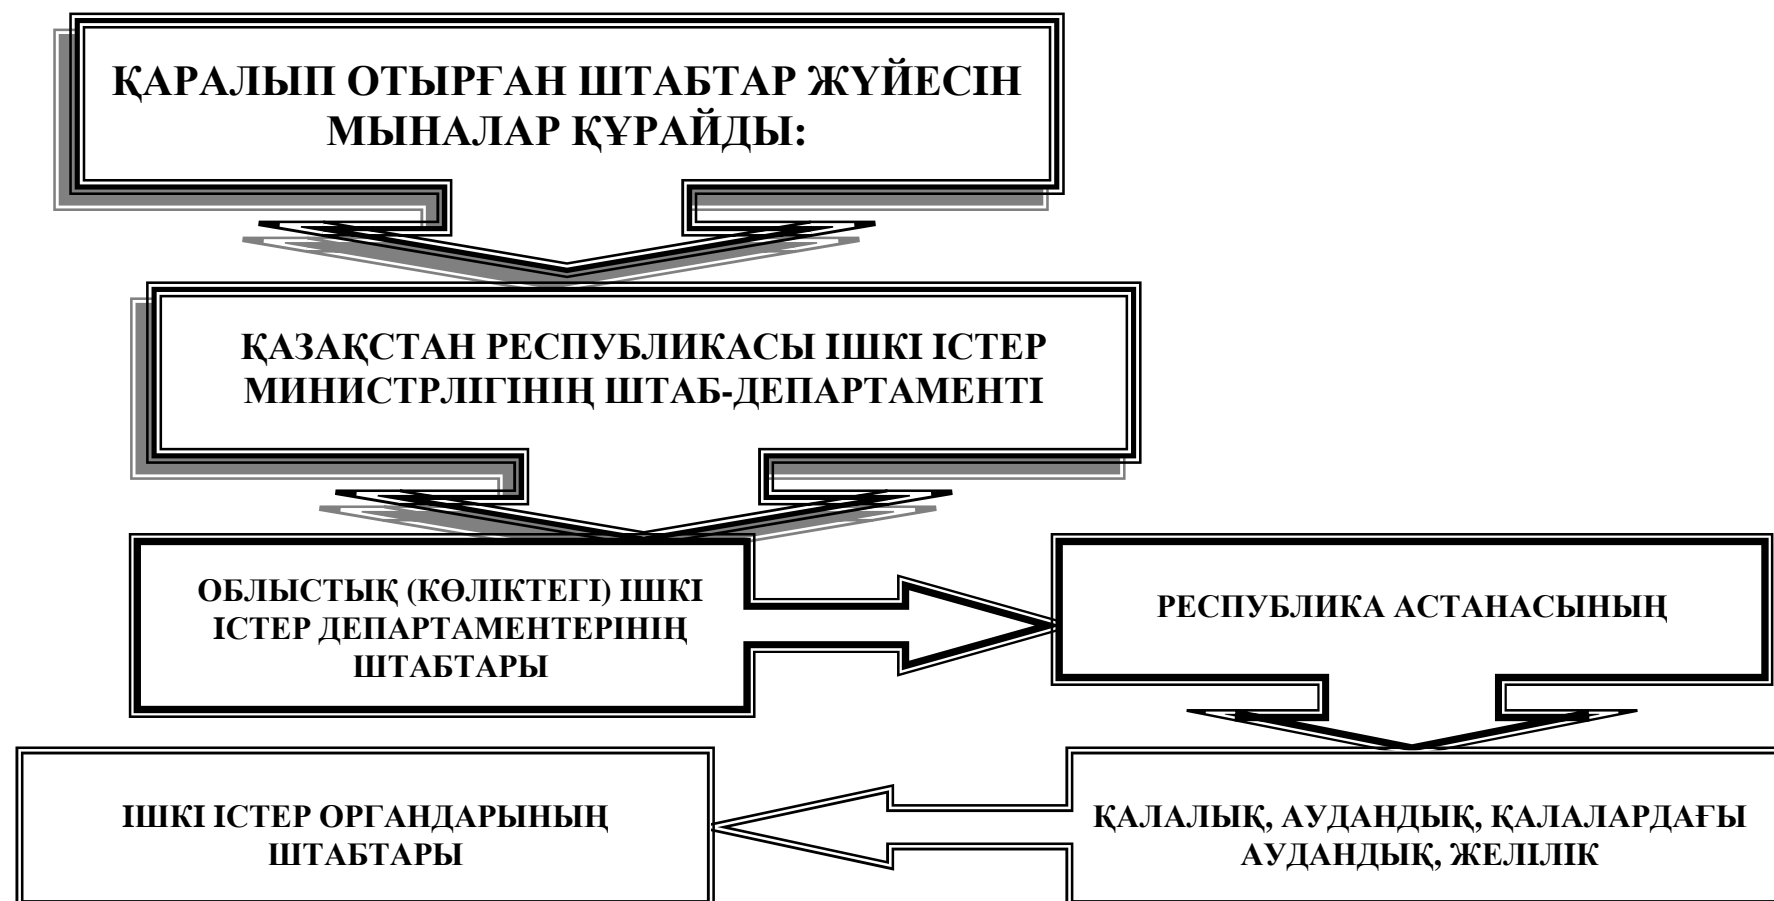 ҚАРАЛЫП ОТЫРҒАН ШТАБТАР ЖҮЙЕСІН
МЫНАЛАР ҚҰРАЙДЫ:
ҚАЗАҚСТАН РЕСПУБЛИКАСЫ ІШКІ ІСТЕР
МИНИСТРЛІГІНІҢ ШТАБ-ДЕПАРТАМЕНТІ
ОБЛЫСТЫҚ (КӨЛІКТЕГІ) ІШКІ
ІСТЕР ДЕПАРТАМЕНТЕРІНІҢ
ШТАБТАРЫ
РЕСПУБЛИКА АСТАНАСЫНЫҢ
ҚАЛАЛЫҚ, АУДАНДЫҚ, ҚАЛАЛАРДАҒЫ
АУДАНДЫҚ, ЖЕЛІЛІК
ІШКІ ІСТЕР ОРГАНДАРЫНЫҢ
ШТАБТАРЫ